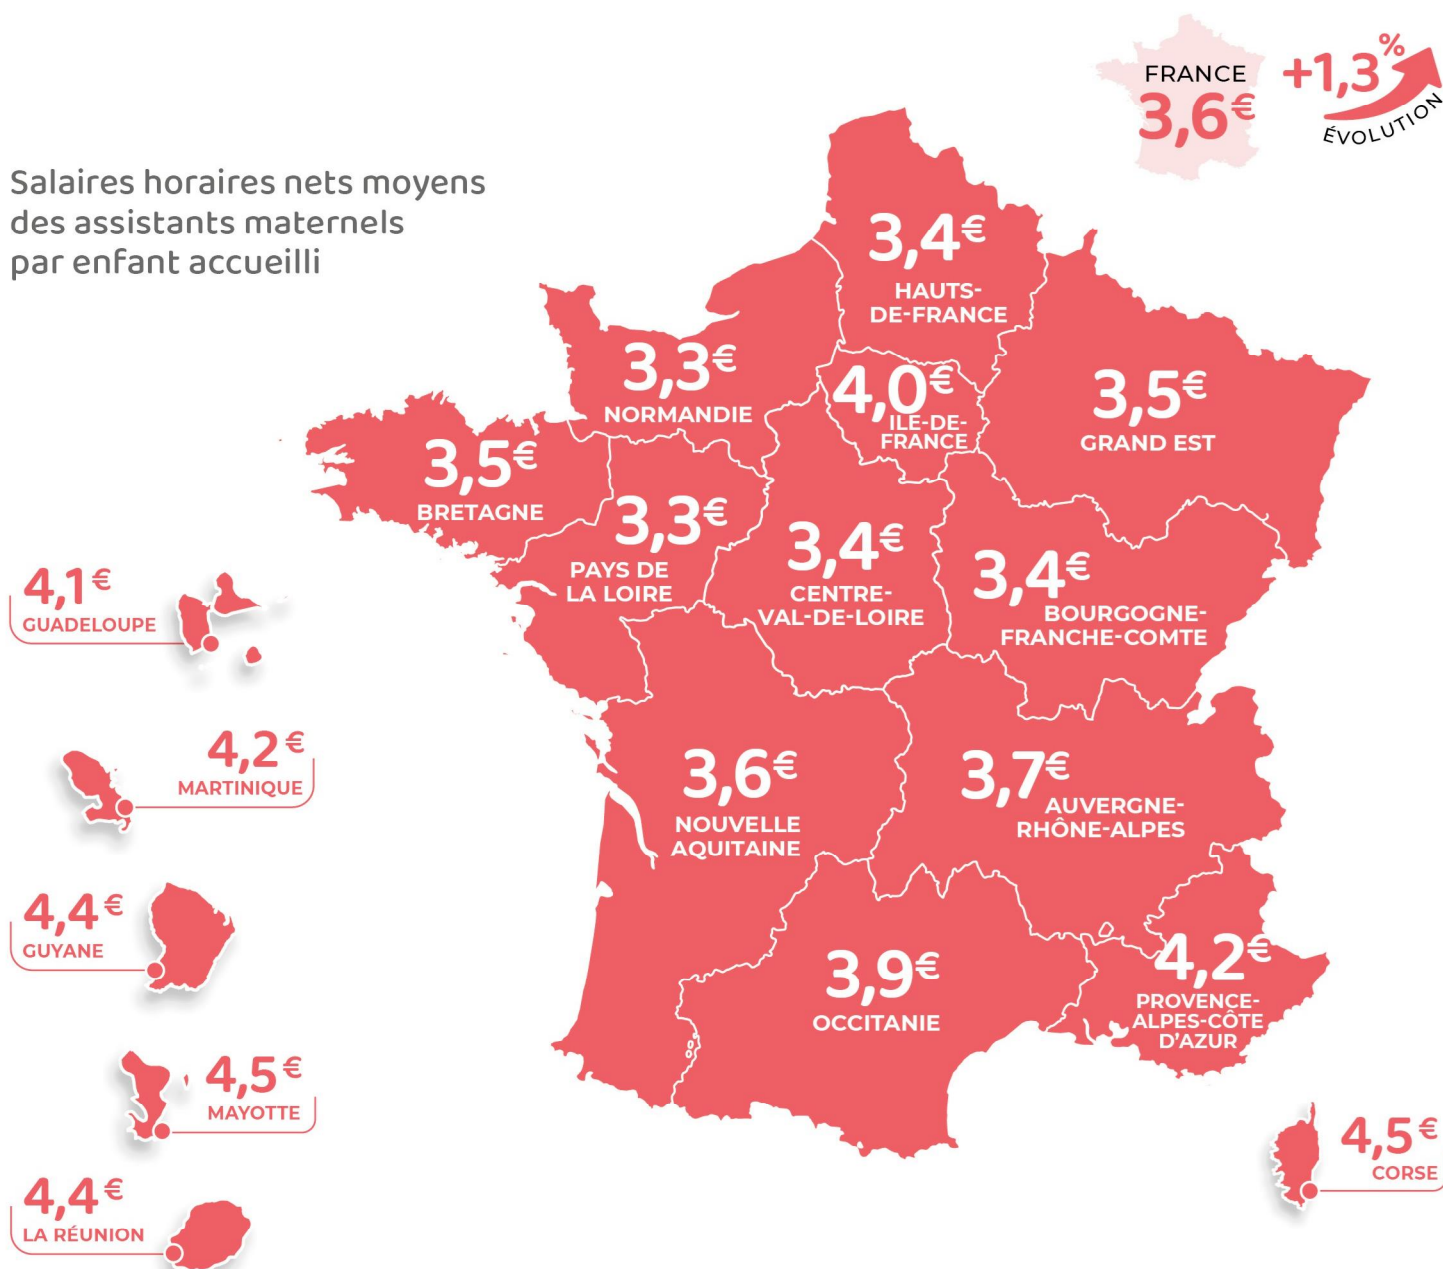 FRANCE
3,6€
+1,3%
ÉVOLUTION
Salaires horaires nets moyens
des assistants maternels
par enfant accueilli
3,4€
HAUTS-
DE-FRANCE
3,3€
NORMANDIE
4,0€
ILE-DE-
FRANCE
3,5€
GRAND EST
3,5€
BRETAGNE
3,3€
PAYS DE
LA LOIRE
3,4€
CENTRE-
VAL-DE-LOIRE
3,4€
BOURGOGNE-
FRANCHE-COMTE
4,1€
GUADELOUPE
4,2€
MARTINIQUE
3,6€
NOUVELLE
AQUITAINE
3,7€
AUVERGNE-
RHÔNE-ALPES
4,4€
GUYANE
3,9€
OCCITANIE
4,2€
PROVENCE-
ALPES-CÔTE
D'AZUR
4,5€
MAYOTTE
4,5€
CORSE
4,4€
LA RÉUNION